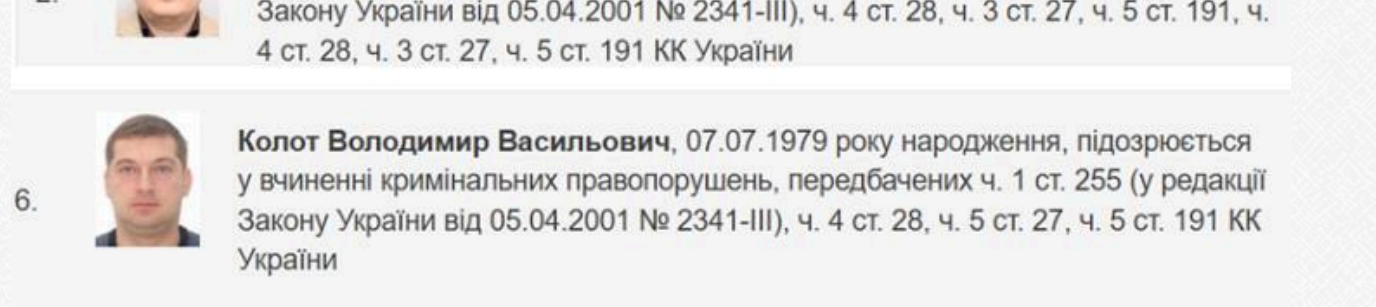 Закону України від 05.04.2001 № 2341-III), ч. 4 ст. 28, ч. 3 ст. 27, ч. 5 ст. 191, ч.
4 ст. 28, ч. 3 ст. 27, ч. 5 ст. 191 КК України
Колот Володимир Васильович, 07.07.1979 року народження, підозрюється
у вчиненні кримінальних правопорушень, передбачених ч. 1 ст. 255 (у редакції
6.
Закону України від 05.04.2001 № 2341-III), ч. 4 ст. 28, ч. 5 ст. 27, ч. 5 ст. 191 КК
України